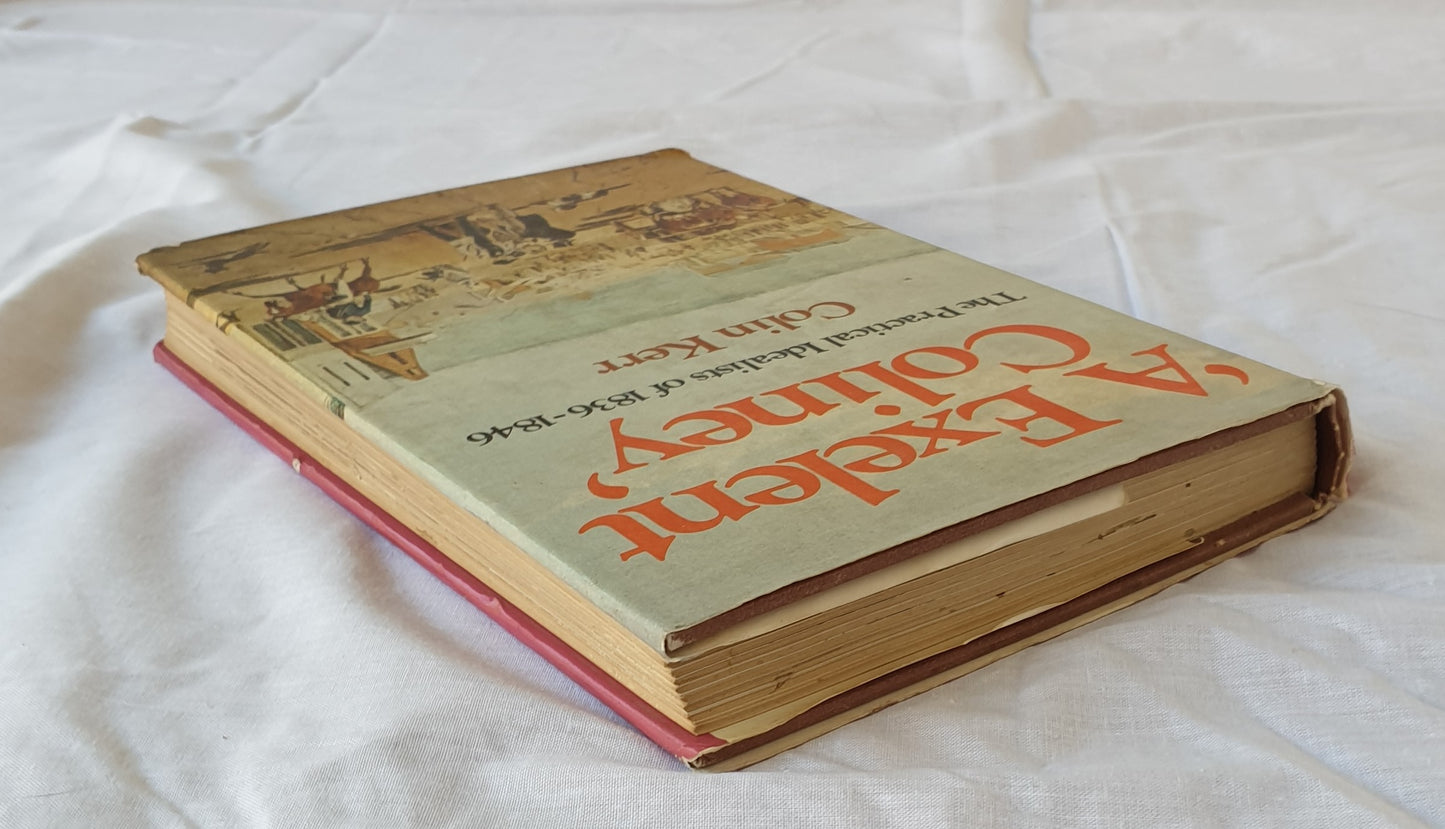 ‘A Exelent
Coliney’
The Practical Idealists of 1836-1846
Colin Kerr